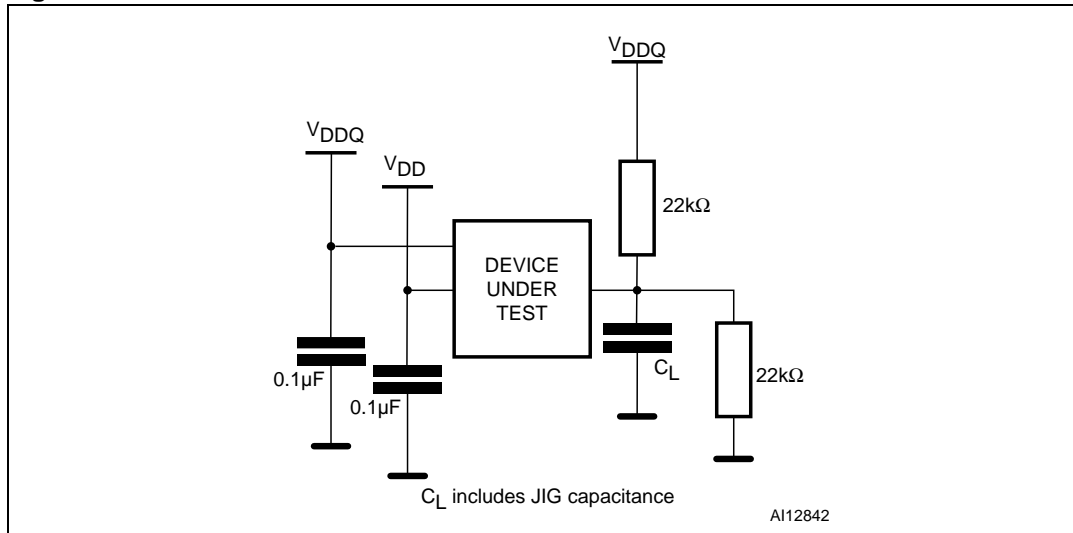 VDDQ
VDDQ
VDD
22kΩ
DEVICE
UNDER
TEST
0.1µF
0.1µF
CL
22kΩ
CL includes JIG capacitance
AI12842